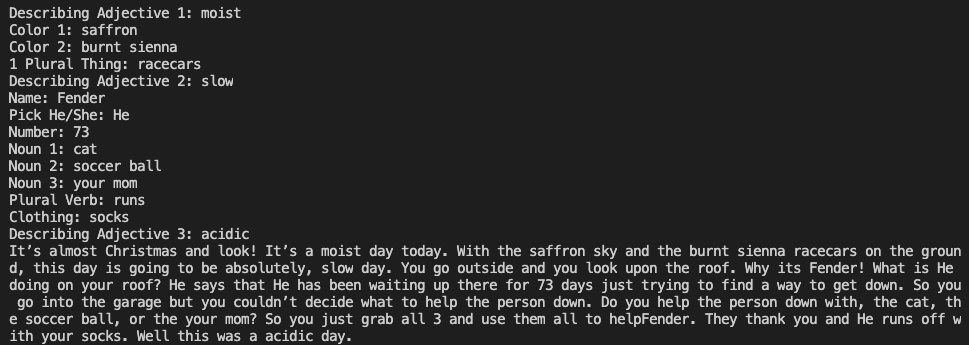 Describing Adjective 1: moist
Color 1: saffron
Color 2: burnt sienna
1 Plural Thing: racecars
Describing Adjective 2: slow
Name: Fender
Pick He/She: He
Number: 73
Noun 1: cat
Noun 2: soccer ball
Noun 3: your mom
Plural Verb: runs
Clothing: socks
Describing Adjective 3: acidic
It’s almost Christmas and look! It’s a moist day today. With the saffron sky and the burnt sienna racecars on the groun
d, this day is going to be absolutely, slow day. You go outside and you look upon the roof. Why its Fender! What is He
doing on your roof? He says that He has been waiting up there for 73 days just trying to find a way to get down. So you
 go into the garage but you couldn’t decide what to help the person down. Do you help the person down with, the cat, th
e soccer ball, or the your mom? So you just grab all 3 and use them all to helpFender. They thank you and He runs off w
ith your socks. Well this was a acidic day.